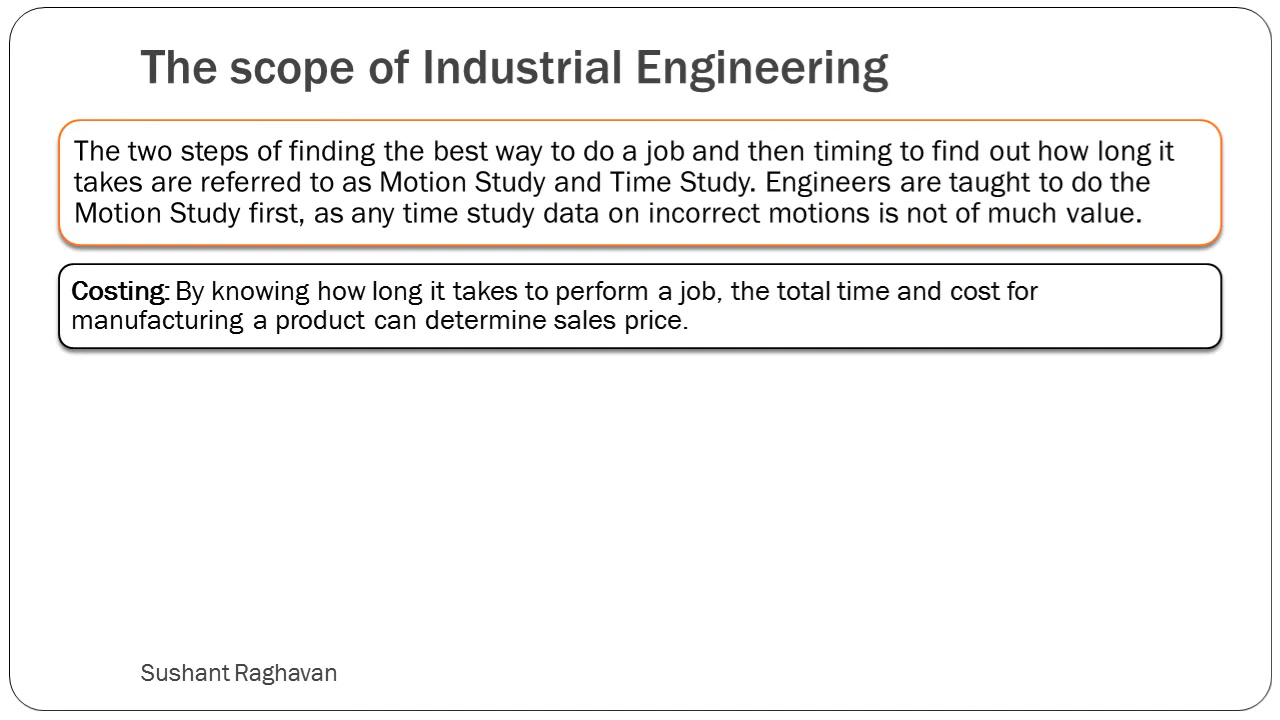 The scope of Industrial Engineering
The two steps of finding the best way to do a job and then timing to find out how long it
takes are referred to as Motion Study and Time Study. Engineers are taught to do the
Motion Study first, as any time study data on incorrect motions is not of much value.
Costing: By knowing how long it takes to perform a job, the total time and cost for
manufacturing a product can determine sales price.
Sushant Raghavan